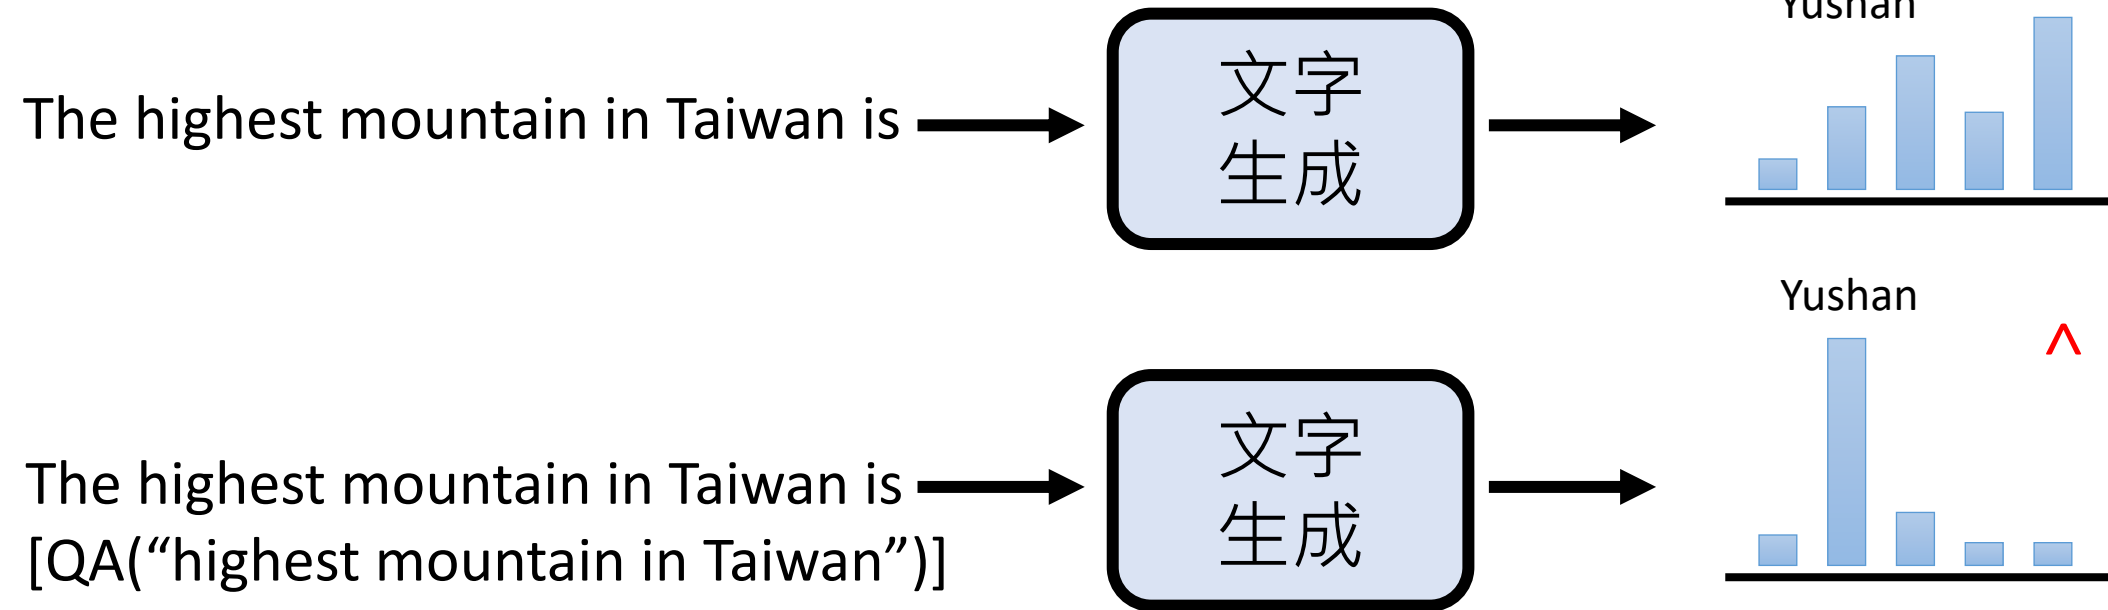 Yushan
The highest mountain in Taiwan is
文字
生成
Yushan
^
The highest mountain in Taiwan is
[QA(“highest mountain in Taiwan”)]
文字
生成